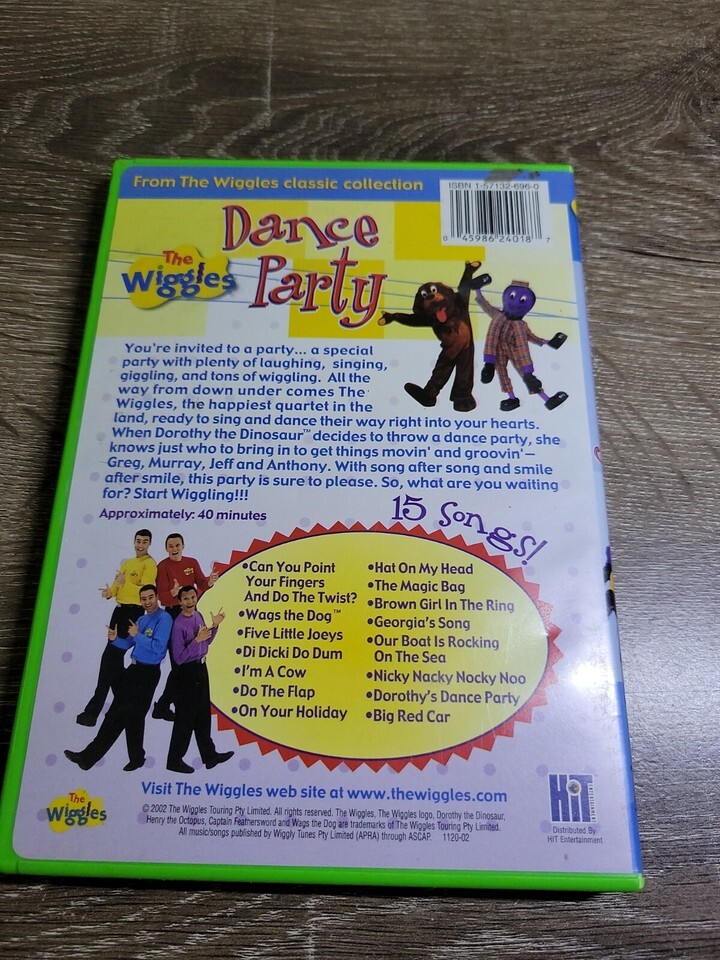 From The Wiggles classic collection
ISBN 1-57132-696-0
0 45986 24018 7
Dance
Party
The
Wiggles
You're invited to a party... a special
party with plenty of laughing, singing,
giggling, and tons of wiggling. All the
way from down under comes The
Wiggles, the happiest quartet in the
land, ready to sing and dance their way right into your hearts.
When Dorothy the Dinosaur™ decides to throw a dance party, she
knows just who to bring in to get things movin' and groovin'—
Greg, Murray, Jeff and Anthony. With song after song and smile
after smile, this party is sure to please. So, what are you waiting
for? Start Wiggling!!!
Approximately: 40 minutes
15 Songs!
•Can You Point
Your Fingers
And Do The Twist?
•Wags the Dog™
•Five Little Joeys
•Di Dicki Do Dum
•I'm A Cow
•Do The Flap
•On Your Holiday
•Hat On My Head
•The Magic Bag
•Brown Girl In The Ring
•Georgia's Song
•Our Boat Is Rocking
On The Sea
•Nicky Nacky Nocky Noo
•Dorothy's Dance Party
•Big Red Car
Visit The Wiggles web site at www.thewiggles.com
The
Wiggles
© 2002 The Wiggles Touring Pty Limited. All rights reserved. The Wiggles, The Wiggles logo, Dorothy the Dinosaur,
Henry the Octopus, Captain Feathersword and Wags the Dog are trademarks of The Wiggles Touring Pty Limited.
All music/songs published by Wiggly Tunes Pty Limited (APRA) through ASCAP. 1120-02
HiT
ENTERTAINMENT
Distributed By
HIT Entertainment